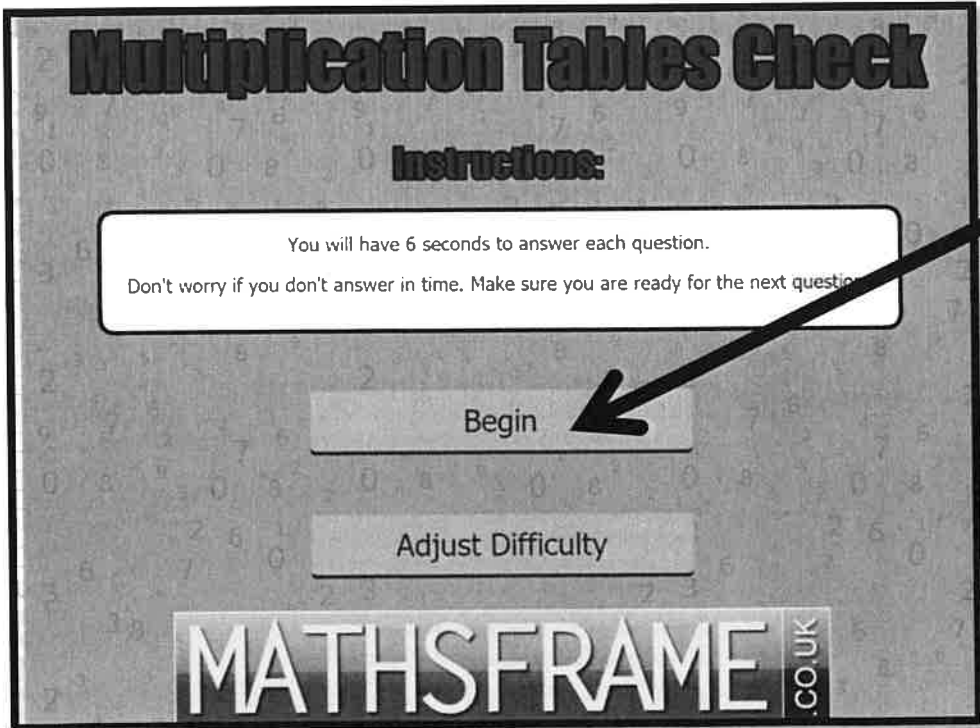 Multiplication Tables Check
Instructions:
You will have 6 seconds to answer each question.
Don't worry if you don't answer in time. Make sure you are ready for the next question
Begin
Adjust Difficulty
MATHSFRAME
.CO.UK